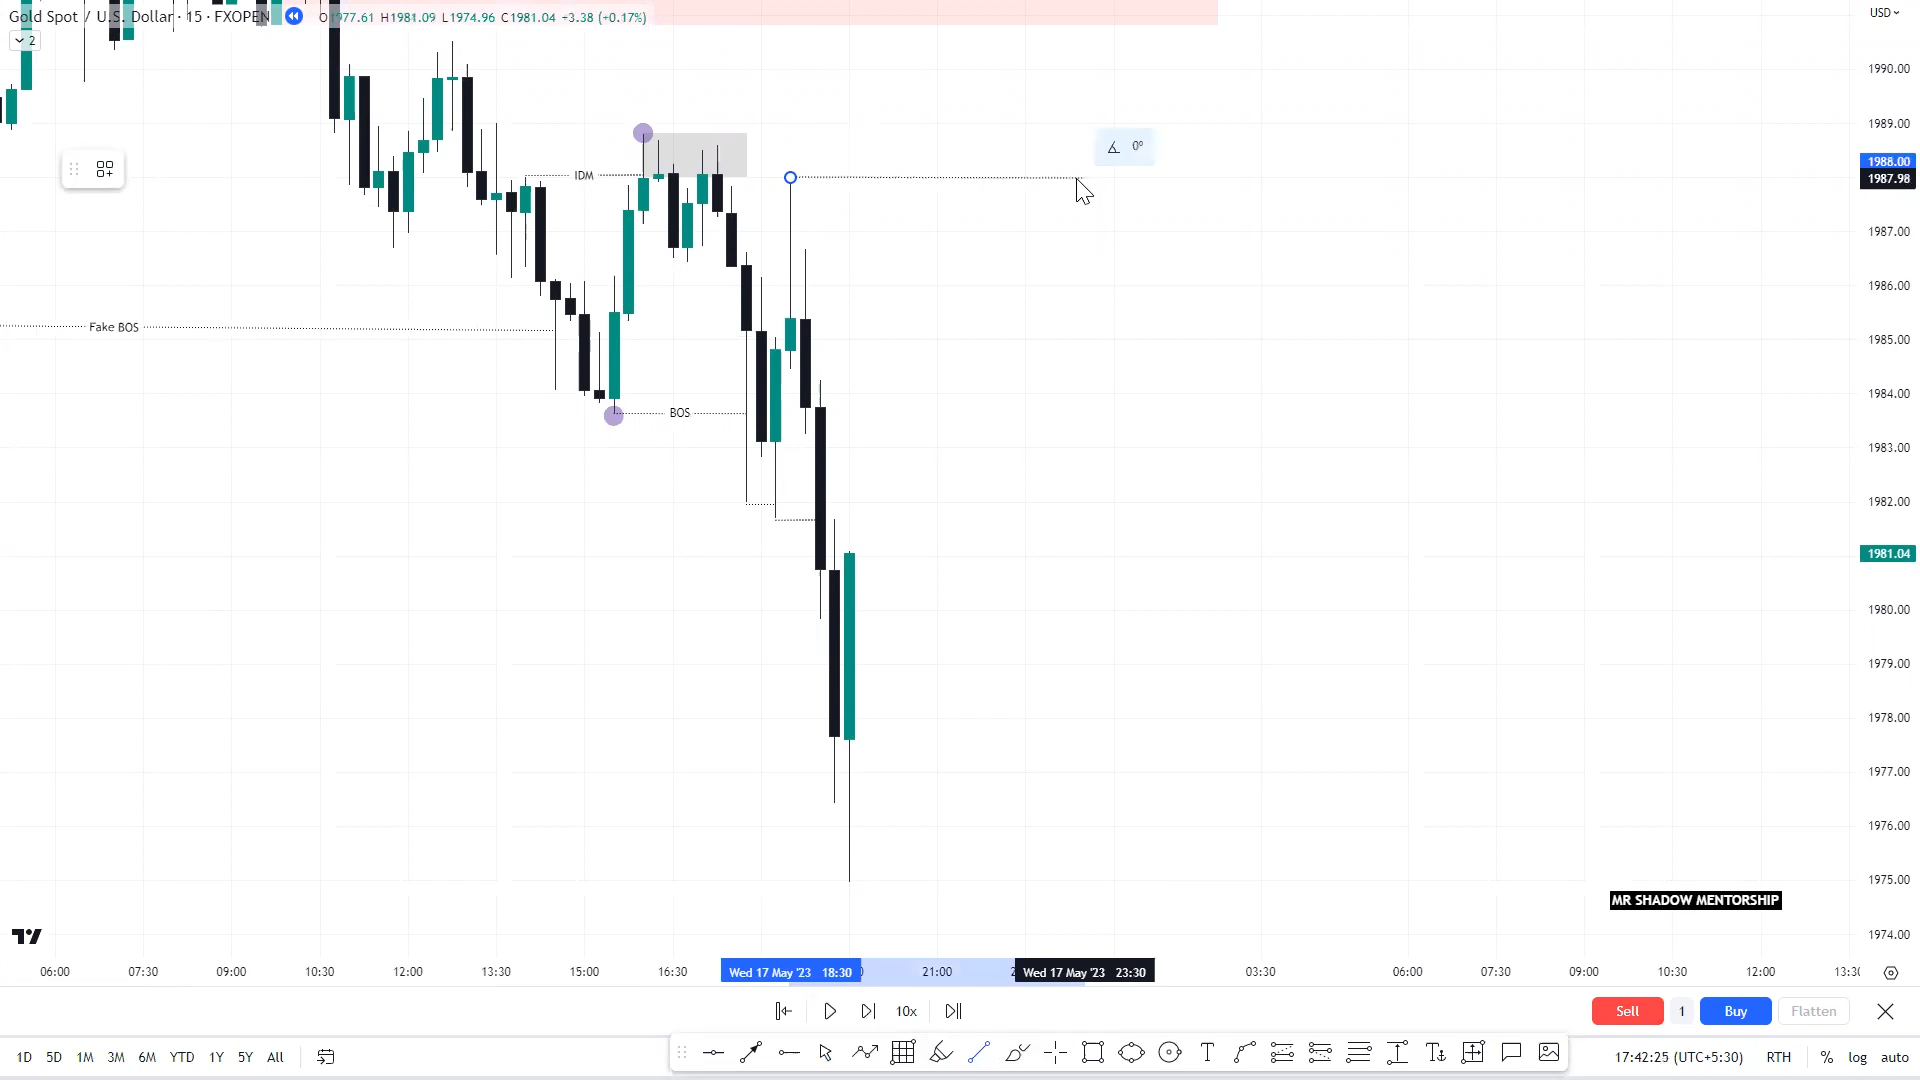 Gold Spot / U.S. Dollar · 15 · FXOPEN O1977.61 H1981.09 L1974.96 C1981.04 +3.38 (+0.17%)
USD
2
1990.00
1989.00
0°
1988.00
IDM
1987.98
1987.00
1986.00
Fake BOS
1985.00
1984.00
BOS
1983.00
1982.00
1981.04
1980.00
1979.00
1978.00
1977.00
1976.00
1975.00
MR SHADOW MENTORSHIP
1974.00
06:00 07:30 09:00 10:30 12:00 13:30 15:00 16:30 Wed 17 May '23 18:30 21:00 Wed 17 May '23 23:30 03:30 06:00 07:30 09:00 10:30 12:00
10x
Sell 1 Buy Flatten
1D 5D 1M 3M 6M YTD 1Y 5Y All
17:42:25 (UTC+5:30) RTH % log auto